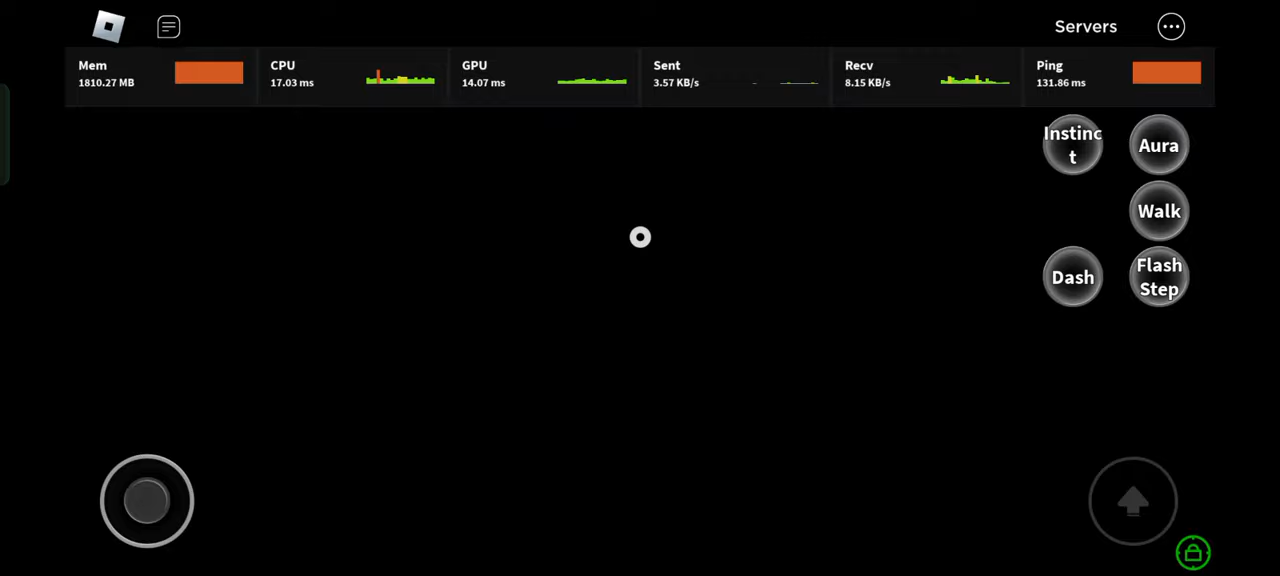 Servers
Mem
1810.27 MB
CPU
17.03 ms
GPU
14.07 ms
Sent
3.57 KB/s
Recv
8.15 KB/s
Ping
131.86 ms
Instinc
t
Aura
Walk
Dash
Flash
Step